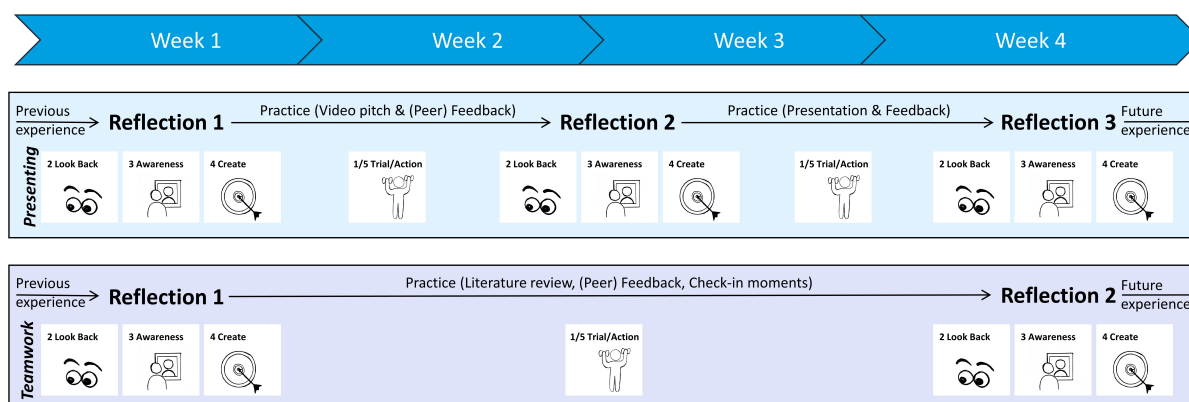 Week 1
Week 2
Week 3
Week 4
Previous
experience
Reflection 1
Practice (Video pitch & (Peer) Feedback)
Reflection 2
Practice (Presentation & Feedback)
Reflection 3
Future
experience
Presenting
2 Look Back
3 Awareness
4 Create
1/5 Trial/Action
2 Look Back
3 Awareness
4 Create
1/5 Trial/Action
2 Look Back
3 Awareness
4 Create
Previous
experience
Reflection 1
Practice (Literature review, (Peer) Feedback, Check-in moments)
Reflection 2
Future
experience
Teamwork
2 Look Back
3 Awareness
4 Create
1/5 Trial/Action
2 Look Back
3 Awareness
4 Create